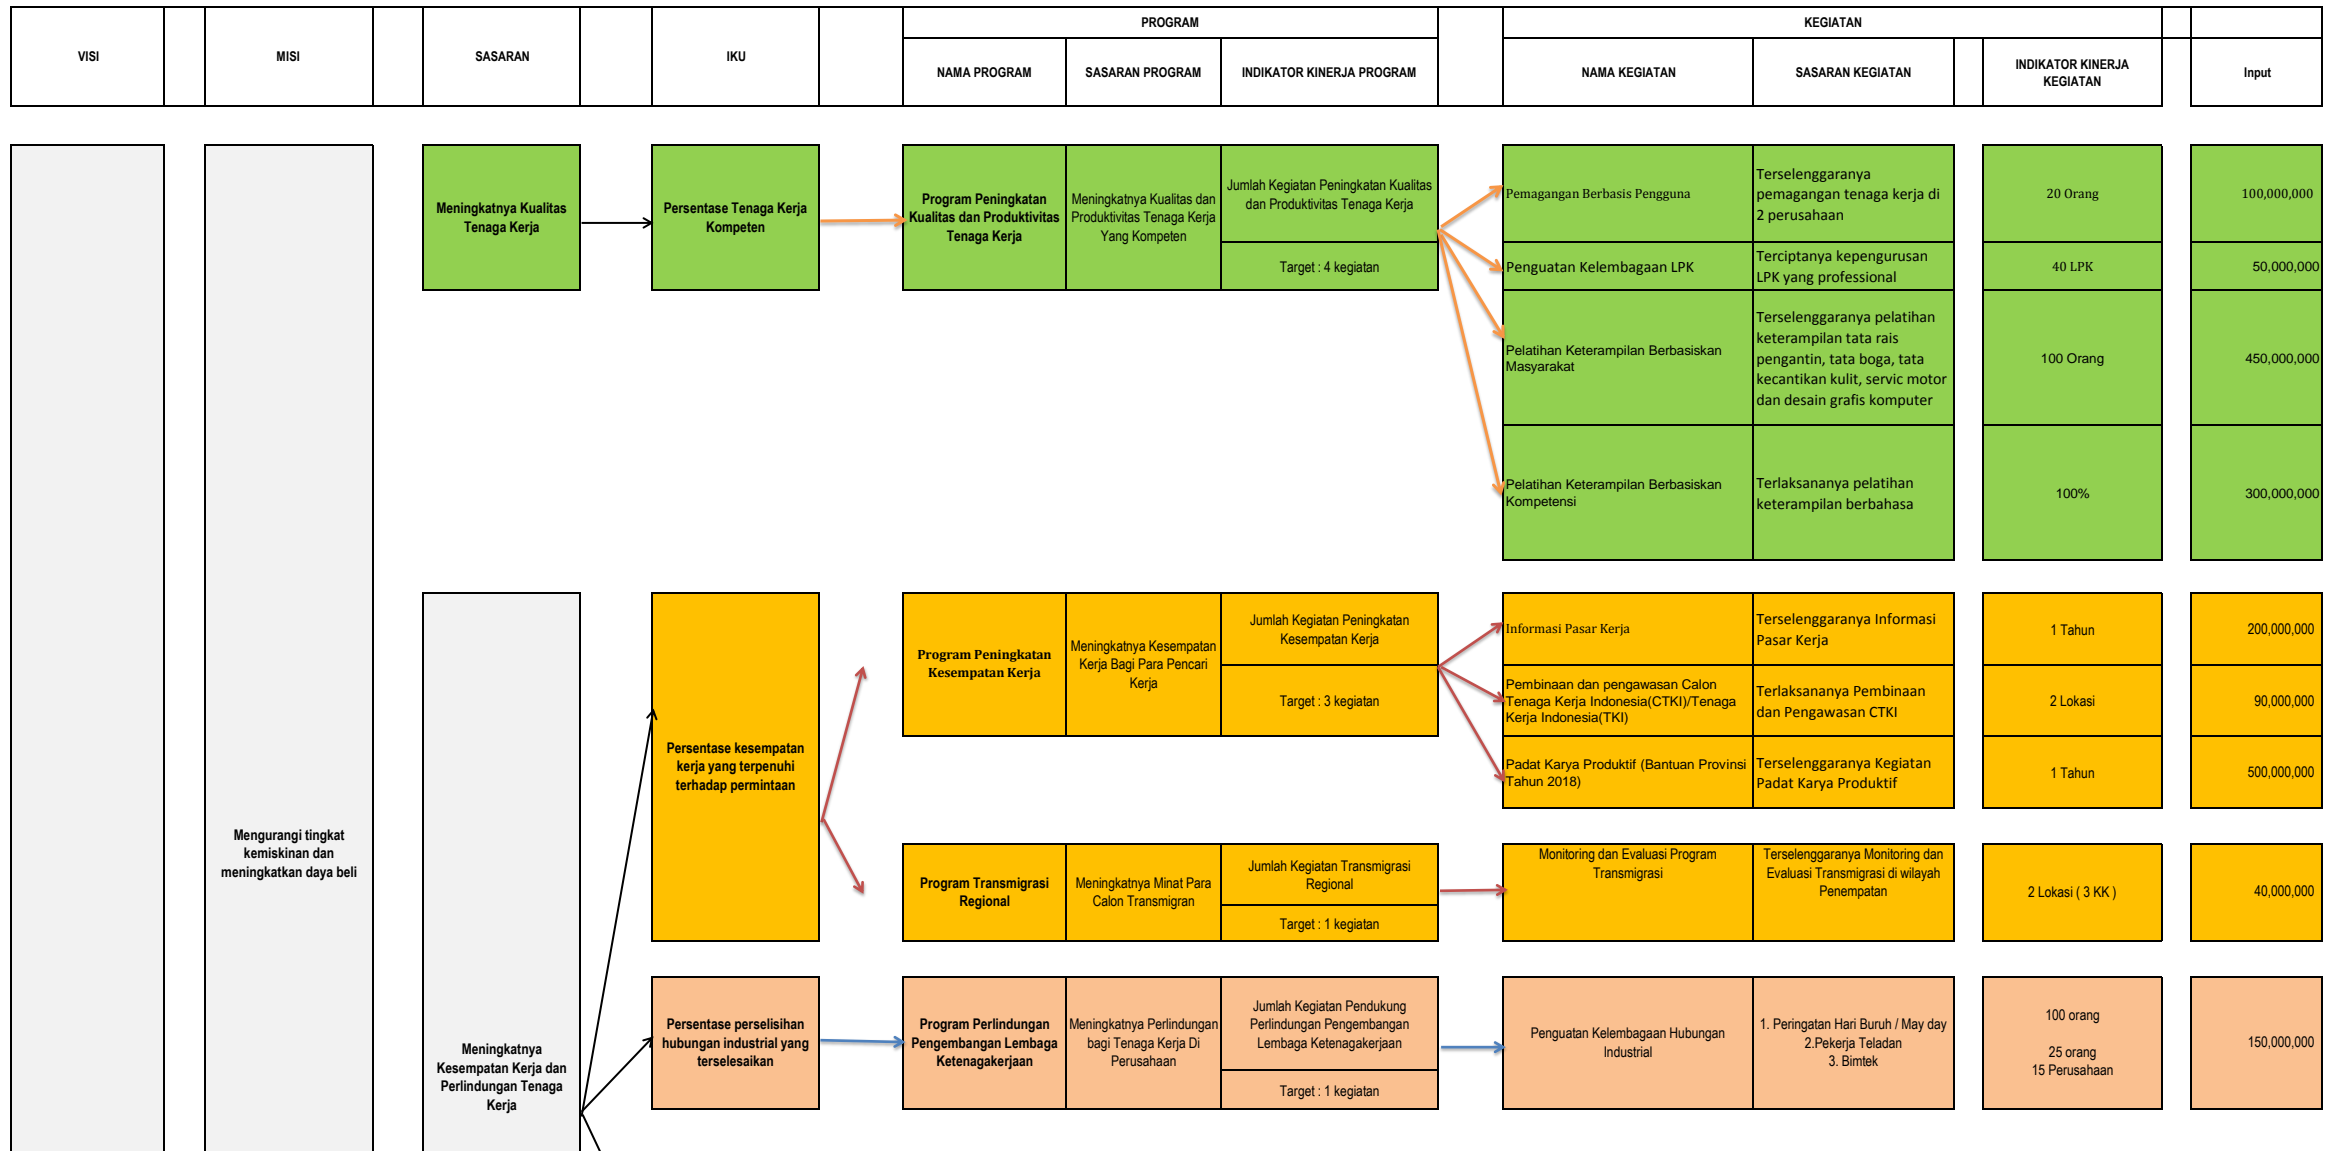 VISI
MISI
SASARAN
IKU
PROGRAM
NAMA PROGRAM
SASARAN PROGRAM
INDIKATOR KINERJA PROGRAM
KEGIATAN
NAMA KEGIATAN
SASARAN KEGIATAN
INDIKATOR KINERJA
KEGIATAN
Input
Mengurangi tingkat
kemiskinan dan
meningkatkan daya beli
Meningkatnya Kualitas
Tenaga Kerja
Persentase Tenaga Kerja
Kompeten
Program Peningkatan
Kualitas dan Produktivitas
Tenaga Kerja
Meningkatnya Kualitas dan
Produktivitas Tenaga Kerja
Yang Kompeten
Jumlah Kegiatan Peningkatan Kualitas
dan Produktivitas Tenaga Kerja
Target : 4 kegiatan
Pemagangan Berbasis Pengguna
Terselenggaranya
pemagangan tenaga kerja di
2 perusahaan
20 Orang
100,000,000
Penguatan Kelembagaan LPK
Terciptanya kepengurusan
LPK yang professional
40 LPK
50,000,000
Pelatihan Keterampilan Berbasiskan
Masyarakat
Terselenggaranya pelatihan
keterampilan tata rais
pengantin, tata boga, tata
kecantikan kulit, servic motor
dan desain grafis komputer
100 Orang
450,000,000
Pelatihan Keterampilan Berbasiskan
Kompetensi
Terlaksananya pelatihan
keterampilan berbahasa
100%
300,000,000
Meningkatnya
Kesempatan Kerja dan
Perlindungan Tenaga
Kerja
Persentase kesempatan
kerja yang terpenuhi
terhadap permintaan
Program Peningkatan
Kesempatan Kerja
Meningkatnya Kesempatan
Kerja Bagi Para Pencari
Kerja
Jumlah Kegiatan Peningkatan
Kesempatan Kerja
Target : 3 kegiatan
Informasi Pasar Kerja
Terselenggaranya Informasi
Pasar Kerja
1 Tahun
200,000,000
Pembinaan dan pengawasan Calon
Tenaga Kerja Indonesia(CTKI)/Tenaga
Kerja Indonesia(TKI)
Terlaksananya Pembinaan
dan Pengawasan CTKI
2 Lokasi
90,000,000
Padat Karya Produktif (Bantuan Provinsi
Tahun 2018)
Terselenggaranya Kegiatan
Padat Karya Produktif
1 Tahun
500,000,000
Program Transmigrasi
Regional
Meningkatnya Minat Para
Calon Transmigran
Jumlah Kegiatan Transmigrasi
Regional
Target : 1 kegiatan
Monitoring dan Evaluasi Program
Transmigrasi
Terselenggaranya Monitoring dan
Evaluasi Transmigrasi di wilayah
Penempatan
2 Lokasi ( 3 KK )
40,000,000
Persentase perselisihan
hubungan industrial yang
terselesaikan
Program Perlindungan
Pengembangan Lembaga
Ketenagakerjaan
Meningkatnya Perlindungan
bagi Tenaga Kerja Di
Perusahaan
Jumlah Kegiatan Pendukung
Perlindungan Pengembangan
Lembaga Ketenagakerjaan
Target : 1 kegiatan
Penguatan Kelembagaan Hubungan
Industrial
1. Peringatan Hari Buruh / May day
2.Pekerja Teladan
3. Bimtek
100 orang
25 orang
15 Perusahaan
150,000,000